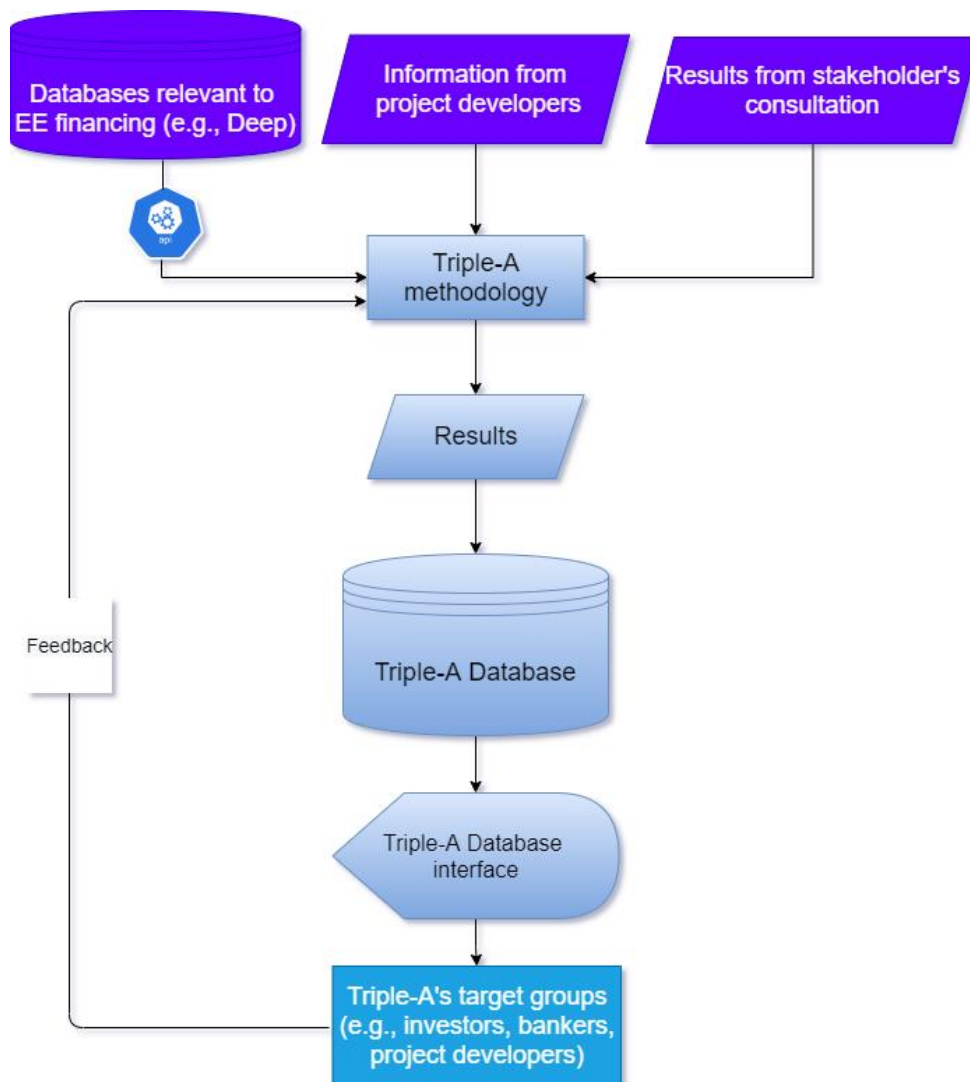 Databases relevant to
EE financing (e.g., Deep)
Information from
project developers
Results from stakeholder's
consultation
api
Triple-A
methodology
Results
Feedback
Triple-A Database
Triple-A Database
interface
Triple-A's target groups
(e.g., investors, bankers,
project developers)